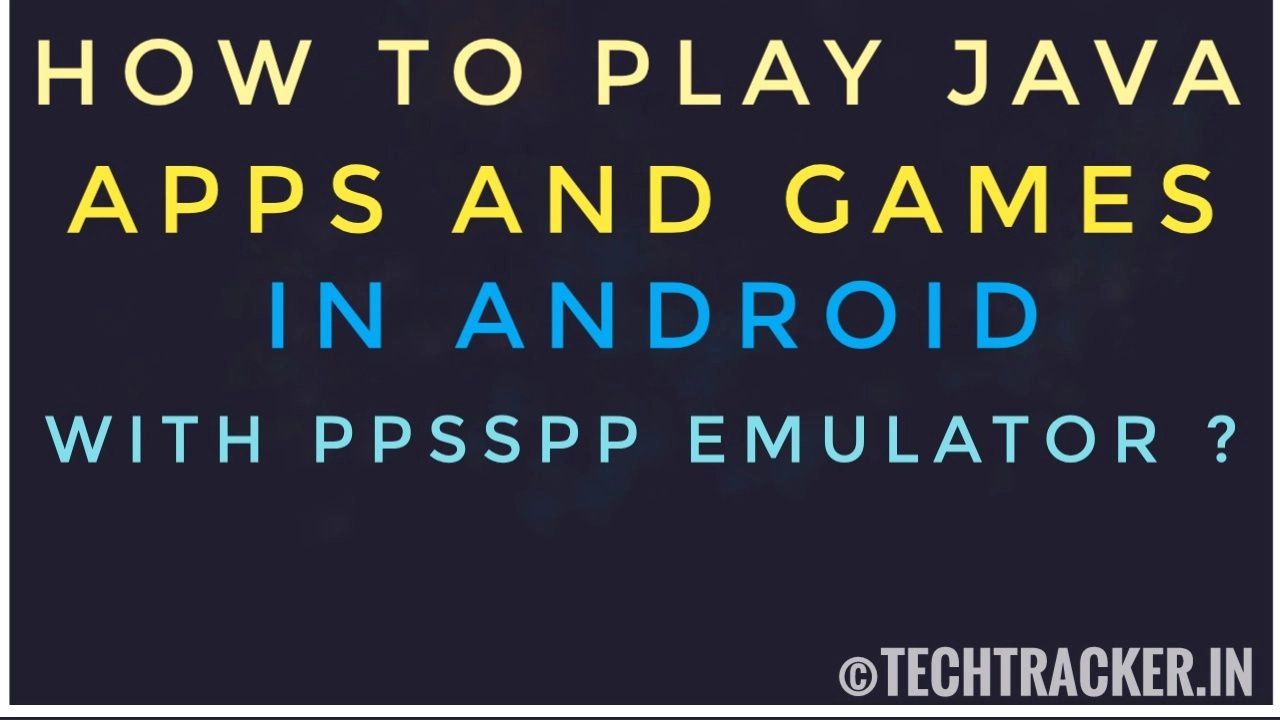 HOW TO PLAY JAVA
APPS AND GAMES
IN ANDROID
WITH PPSSPP EMULATOR ?
©TECHTRACKER.IN